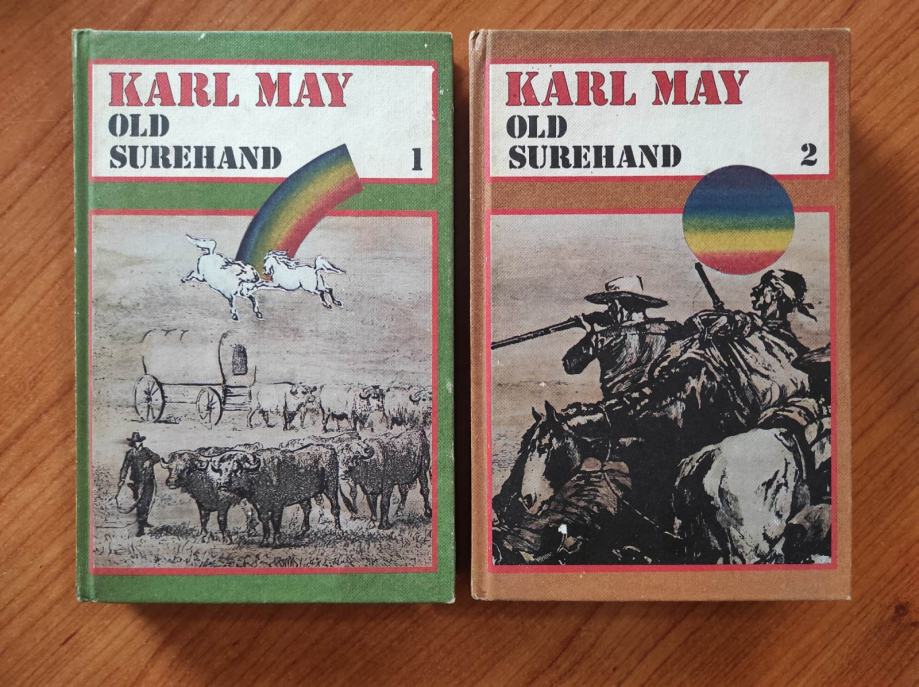 KARL MAY
OLD
SUREHAND 1
KARL MAY
OLD
SUREHAND 2